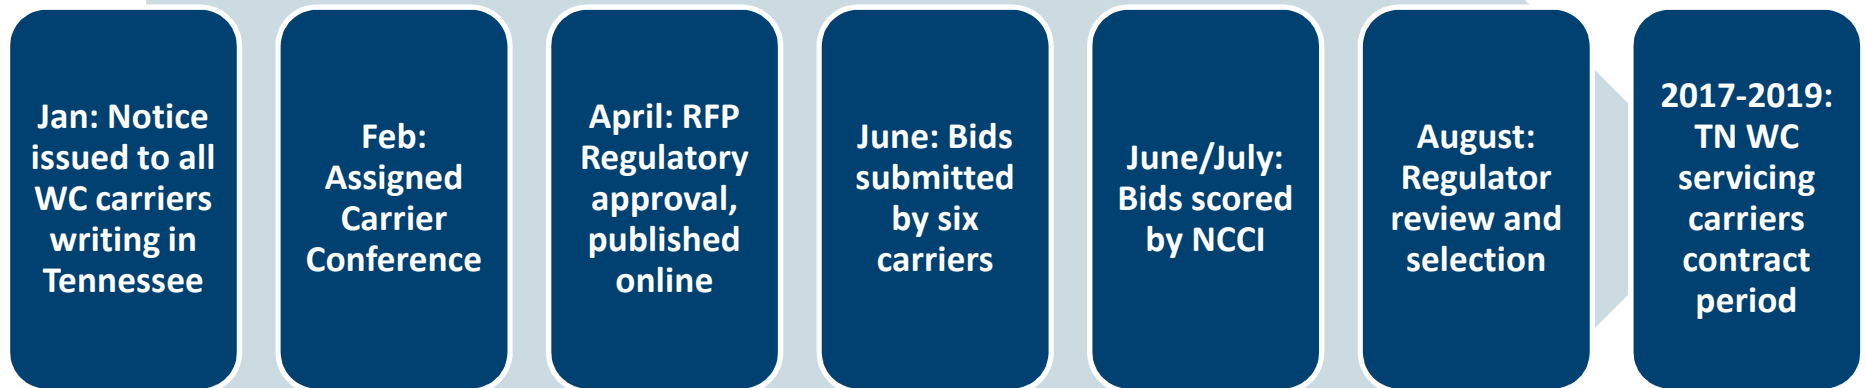 Jan: Notice
issued to all
WC carriers
writing in
Tennessee
Feb:
Assigned
Carrier
Conference
April: RFP
Regulatory
approval,
published
online
June: Bids
submitted
by six
carriers
June/July:
Bids scored
by NCCI
August:
Regulator
review and
selection
2017-2019:
TN WC
servicing
carriers
contract
period